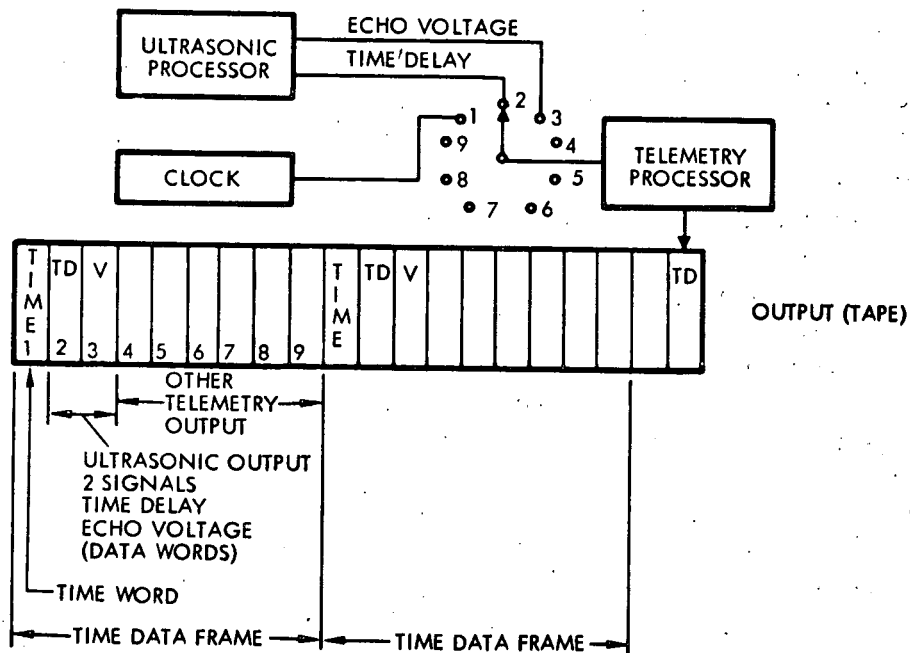 ECHO VOLTAGE
ULTRASONIC
PROCESSOR
TIME'DELAY
1 2 3
9 4
8 5
7 6
CLOCK
TELEMETRY
PROCESSOR
TIME1 TD V TIME TD V TD
2 3 4 5 6 7 8 9
OUTPUT (TAPE)
OTHER
TELEMETRY
OUTPUT
ULTRASONIC OUTPUT
2 SIGNALS
TIME DELAY
ECHO VOLTAGE
(DATA WORDS)
TIME WORD
TIME DATA FRAME TIME DATA FRAME